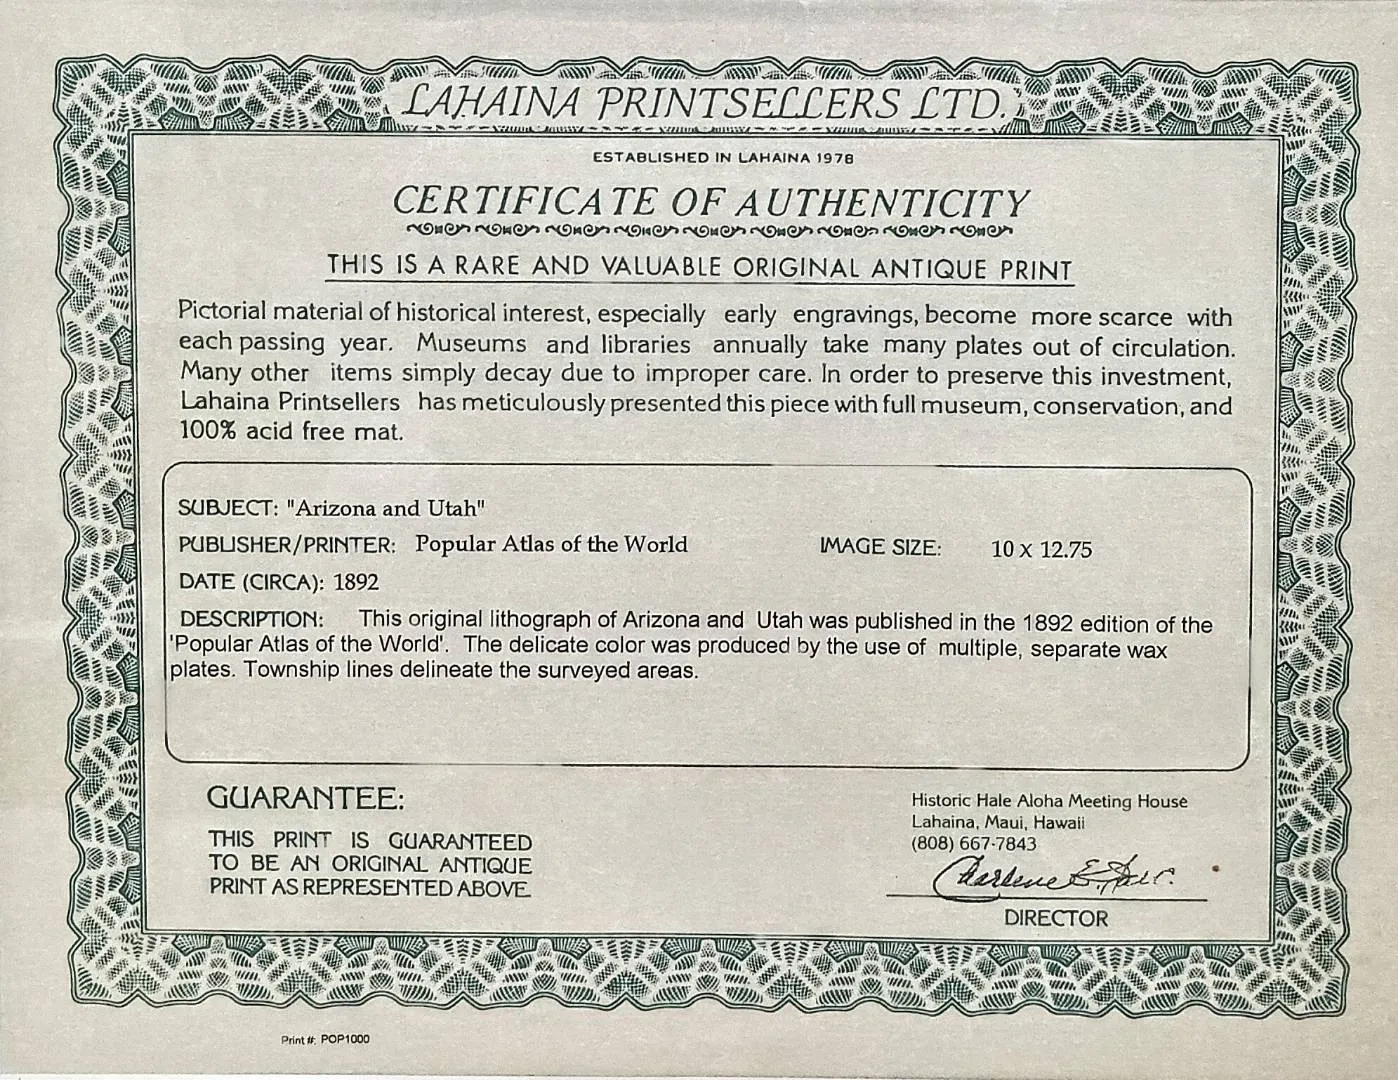 LAHAINA PRINTSELLERS LTD.
ESTABLISHED IN LAHAINA 1978
CERTIFICATE OF AUTHENTICITY
THIS IS A RARE AND VALUABLE ORIGINAL ANTIQUE PRINT
Pictorial material of historical interest, especially early engravings, become more scarce with
each passing year. Museums and libraries annually take many plates out of circulation.
Many other items simply decay due to improper care. In order to preserve this investment,
Lahaina Printsellers has meticulously presented this piece with full museum, conservation, and
100% acid free mat.
SUBJECT: "Arizona and Utah"
PUBLISHER/PRINTER: Popular Atlas of the World IMAGE SIZE: 10 x 12.75
DATE (CIRCA): 1892
DESCRIPTION: This original lithograph of Arizona and Utah was published in the 1892 edition of the
'Popular Atlas of the World'. The delicate color was produced by the use of multiple, separate wax
plates. Township lines delineate the surveyed areas.
GUARANTEE:
THIS PRINT IS GUARANTEED
TO BE AN ORIGINAL ANTIQUE
PRINT AS REPRESENTED ABOVE.
Historic Hale Aloha Meeting House
Lahaina, Maui, Hawaii
(808) 667-7843
Charlene E.
DIRECTOR
Print #: POP1000